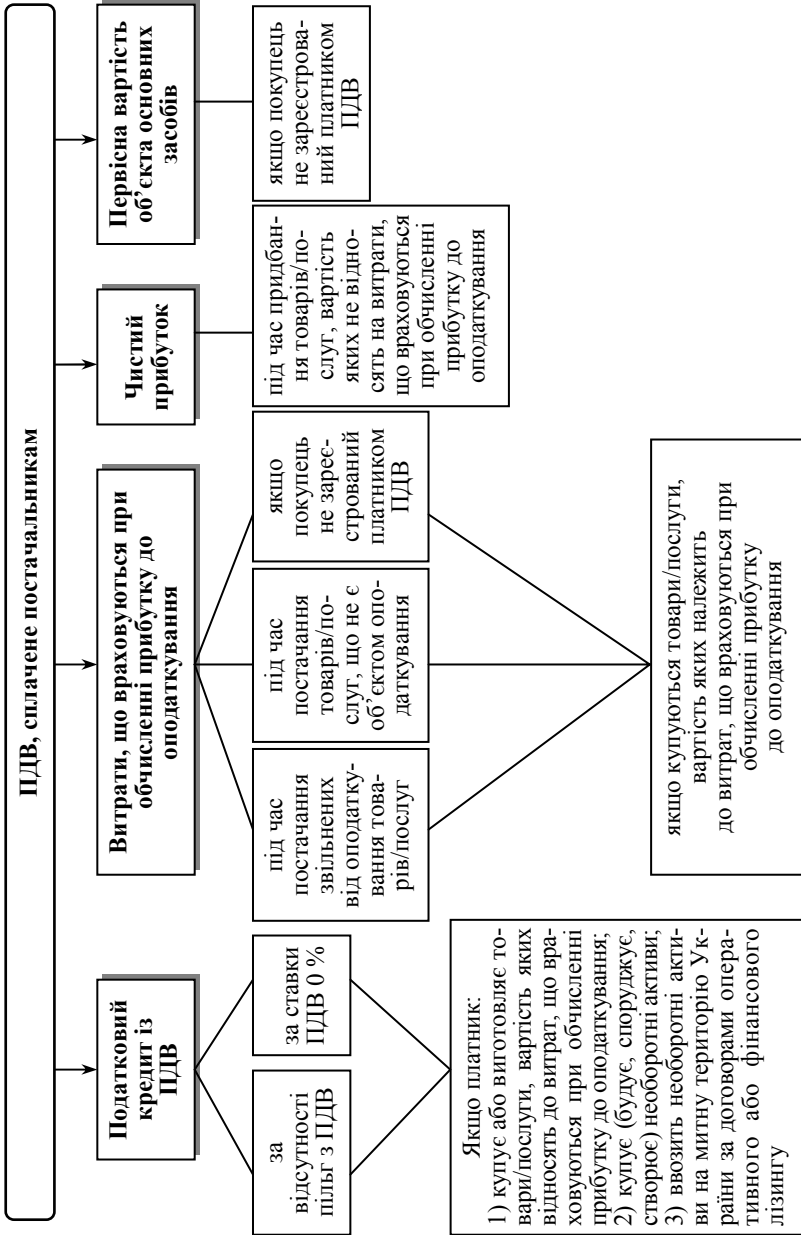 ПДВ, сплачене постачальникам
Податковий
кредит із
ПДВ
Витрати, що враховуються при
обчисленні прибутку до
оподаткування
Чистий
прибуток
Первісна вартість
об’єкта основних
засобів
за
відсутності
пільг з ПДВ
за ставки
ПДВ 0 %
під час
постачання
звільнених
від оподатку-
вання това-
рів/послуг
під час
постачання
товарів/по-
слуг, що не є
об’єктом опо-
даткування
якщо
покупець
не зареє-
стрований
платником
ПДВ
під час придбан-
ня товарів/по-
слуг, вартість
яких не відно-
сять на витрати,
що враховуються
при обчисленні
прибутку до
оподаткування
якщо покупець
не зареєстрова-
ний платником
ПДВ
Якщо платник:
1) купує або виготовляє то-
вари/послуги, вартість яких
відносять до витрат, що вра-
ховуються при обчисленні
прибутку до оподаткування;
2) купує (будує, споруджує,
створює) необоротні активи;
3) ввозить необоротні акти-
ви на митну територію Ук-
раїни за договорами опера-
тивного або фінансового
лізингу
якщо купуються товари/послуги,
вартість яких належить
до витрат, що враховуються при
обчисленні прибутку
до оподаткування